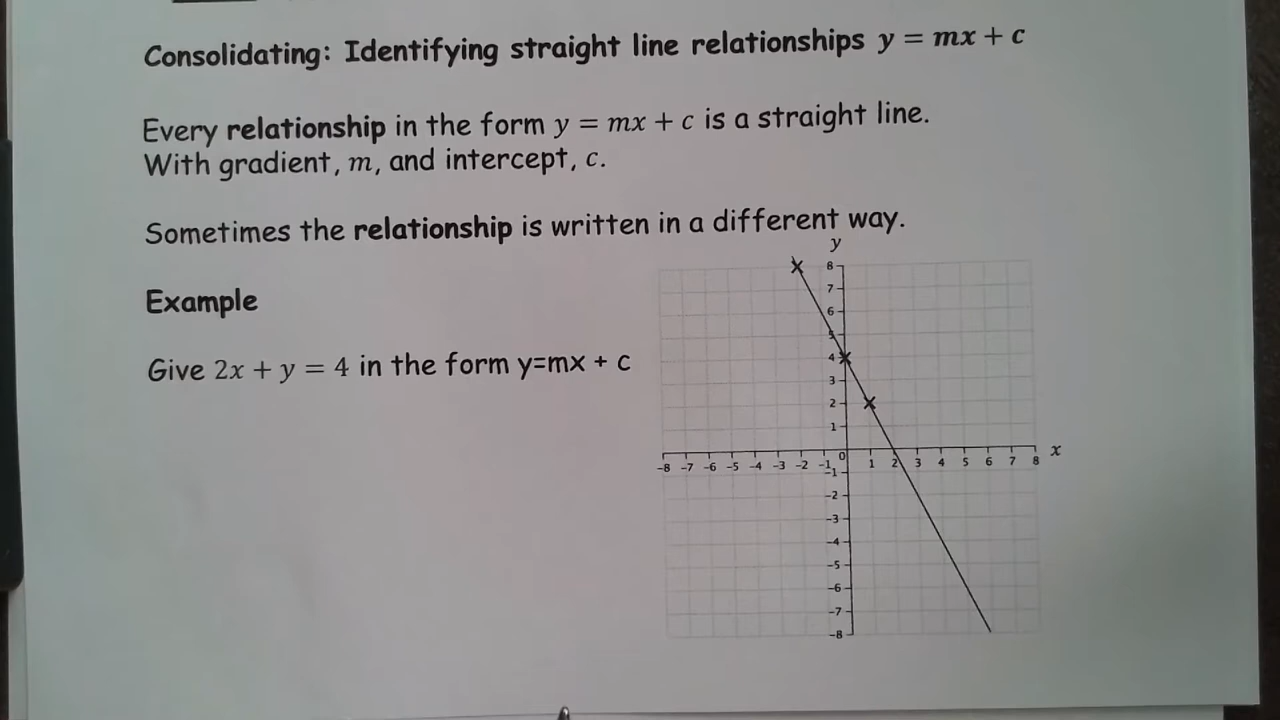 Consolidating: Identifying straight line relationships y = mx + c
Every relationship in the form y = mx + c is a straight line.
With gradient, m, and intercept, c.
Sometimes the relationship is written in a different way.
Example
Give 2x + y = 4 in the form y=mx + c
y
8
7
6
5
4
3
2
1
-8 -7 -6 -5 -4 -3 -2 -1 0 1 2 3 4 5 6 7 8 x
-1
-2
-3
-4
-5
-6
-7
-8